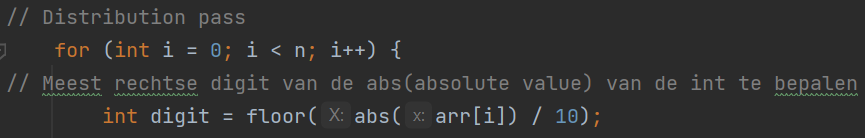 // Distribution pass
for (int i = 0; i < n; i++) {
// Meest rechtse digit van de abs(absolute value) van de int te bepalen
int digit = floor( X: abs( x: arr[i]) / 10);